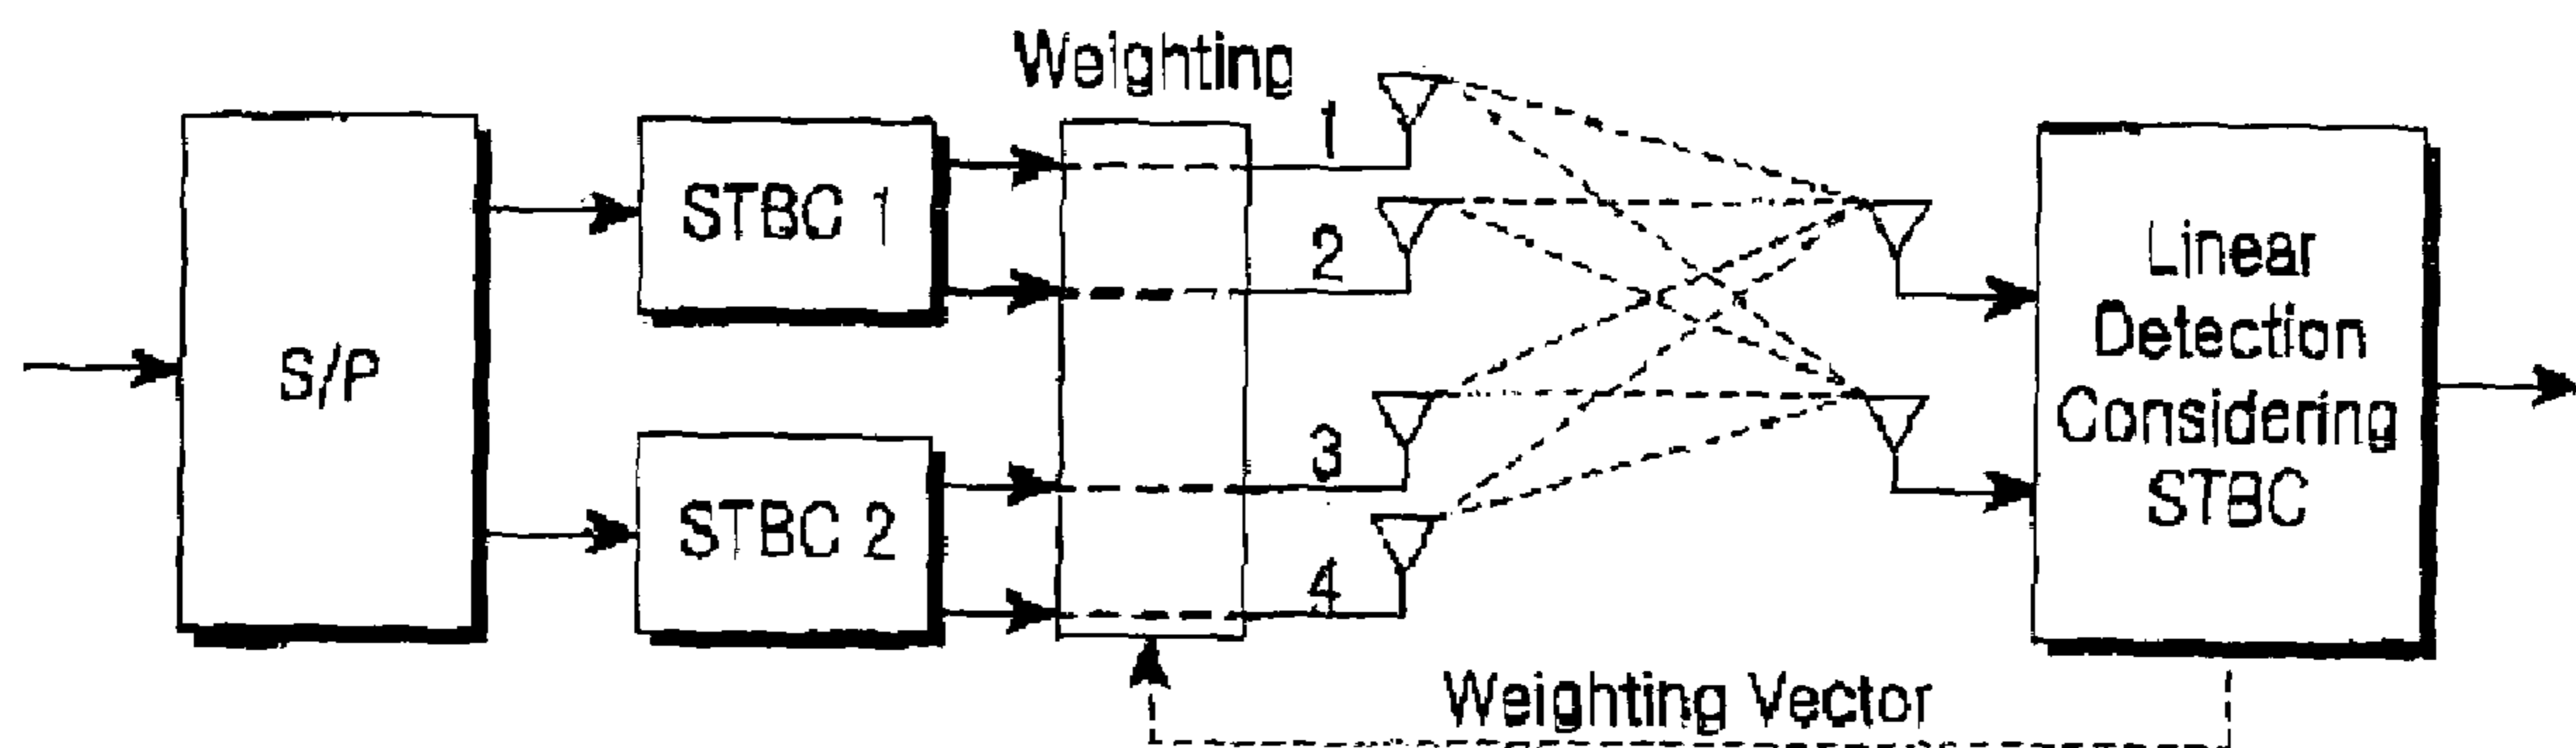 Weighting
S/P
STBC 1
STBC 2
1
2
3
4
Linear
Detection
Considering
STBC
Weighting Vector